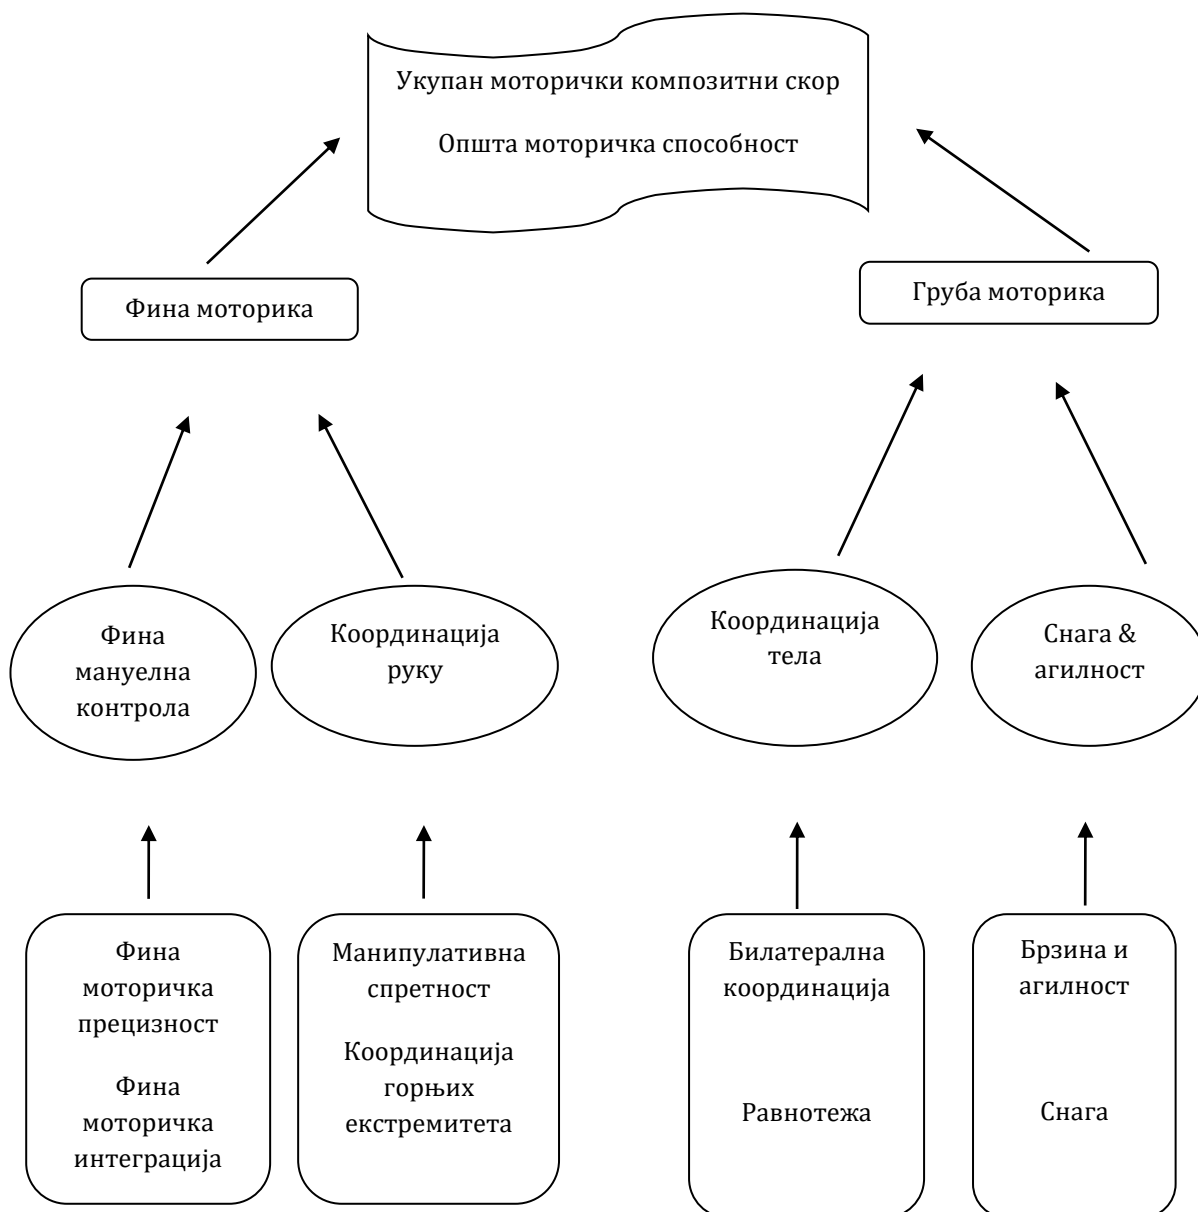 Укупан моторички композитни скор
Општа моторичка способност
Фина моторика
Груба моторика
Фина
мануелна
контрола
Координација
руку
Координација
тела
Снага &
агилност
Фина
моторичка
прецизност
Фина
моторичка
интеграција
Манипулативна
спретност
Координација
горњих
екстремитета
Билатерална
координација
Равнотежа
Брзина и
агилност
Снага